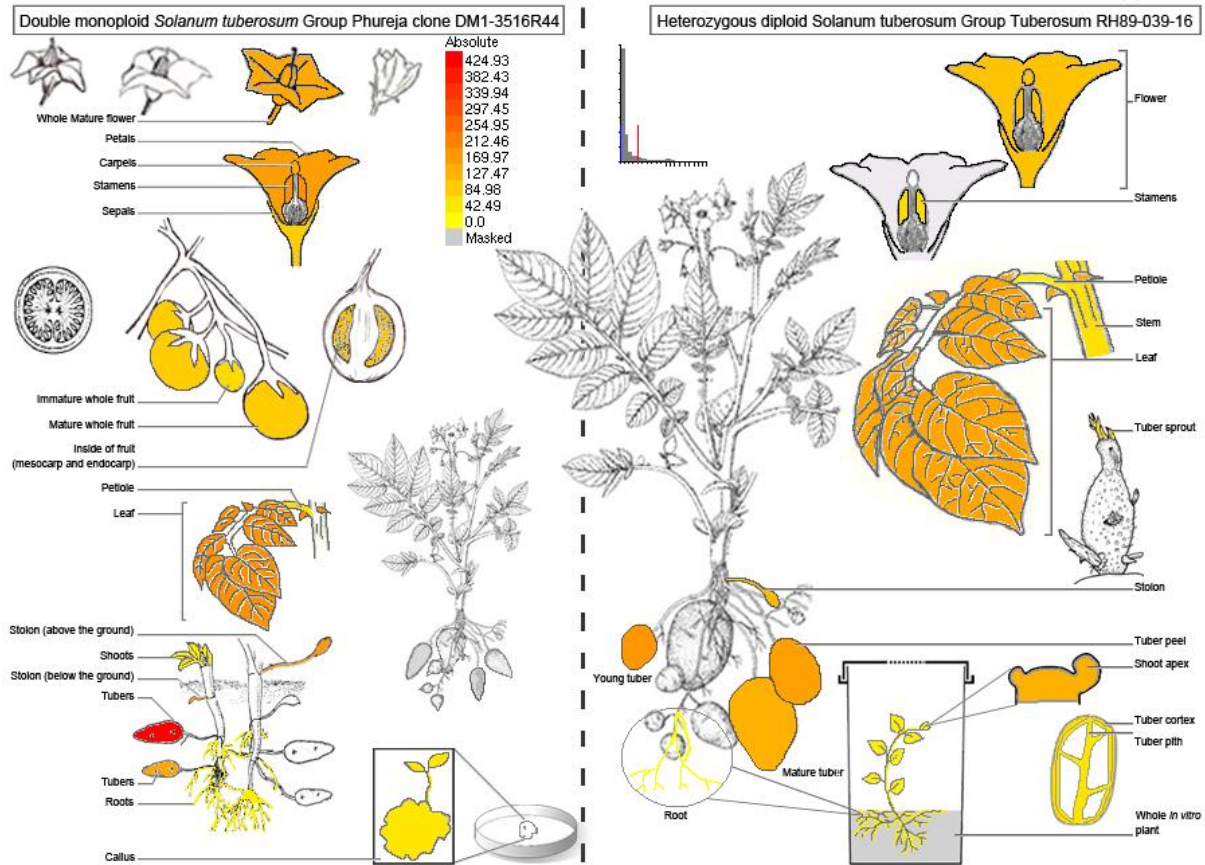 Double monoploid Solanum tuberosum Group Phureja clone DM1-3516R44
Whole Mature flower
Petals
Carpels
Stamens
Sepals
Absolute
424.93
382.43
339.94
297.45
254.95
212.46
169.97
127.47
84.98
42.49
0.0
Masked
Immature whole fruit
Mature whole fruit
Inside of fruit
(mesocarp and endocarp)
Petiole
Leaf
Stolon (above the ground)
Shoots
Stolon (below the ground)
Tubers
Tubers
Roots
Callus
Heterozygous diploid Solanum tuberosum Group Tuberosum RH89-039-16
Flower
Stamens
Petiole
Stem
Leaf
Tuber sprout
Stolon
Tuber peel
Young tuber
Shoot apex
Tuber cortex
Tuber pith
Mature tuber
Root
Whole In vitro
plant